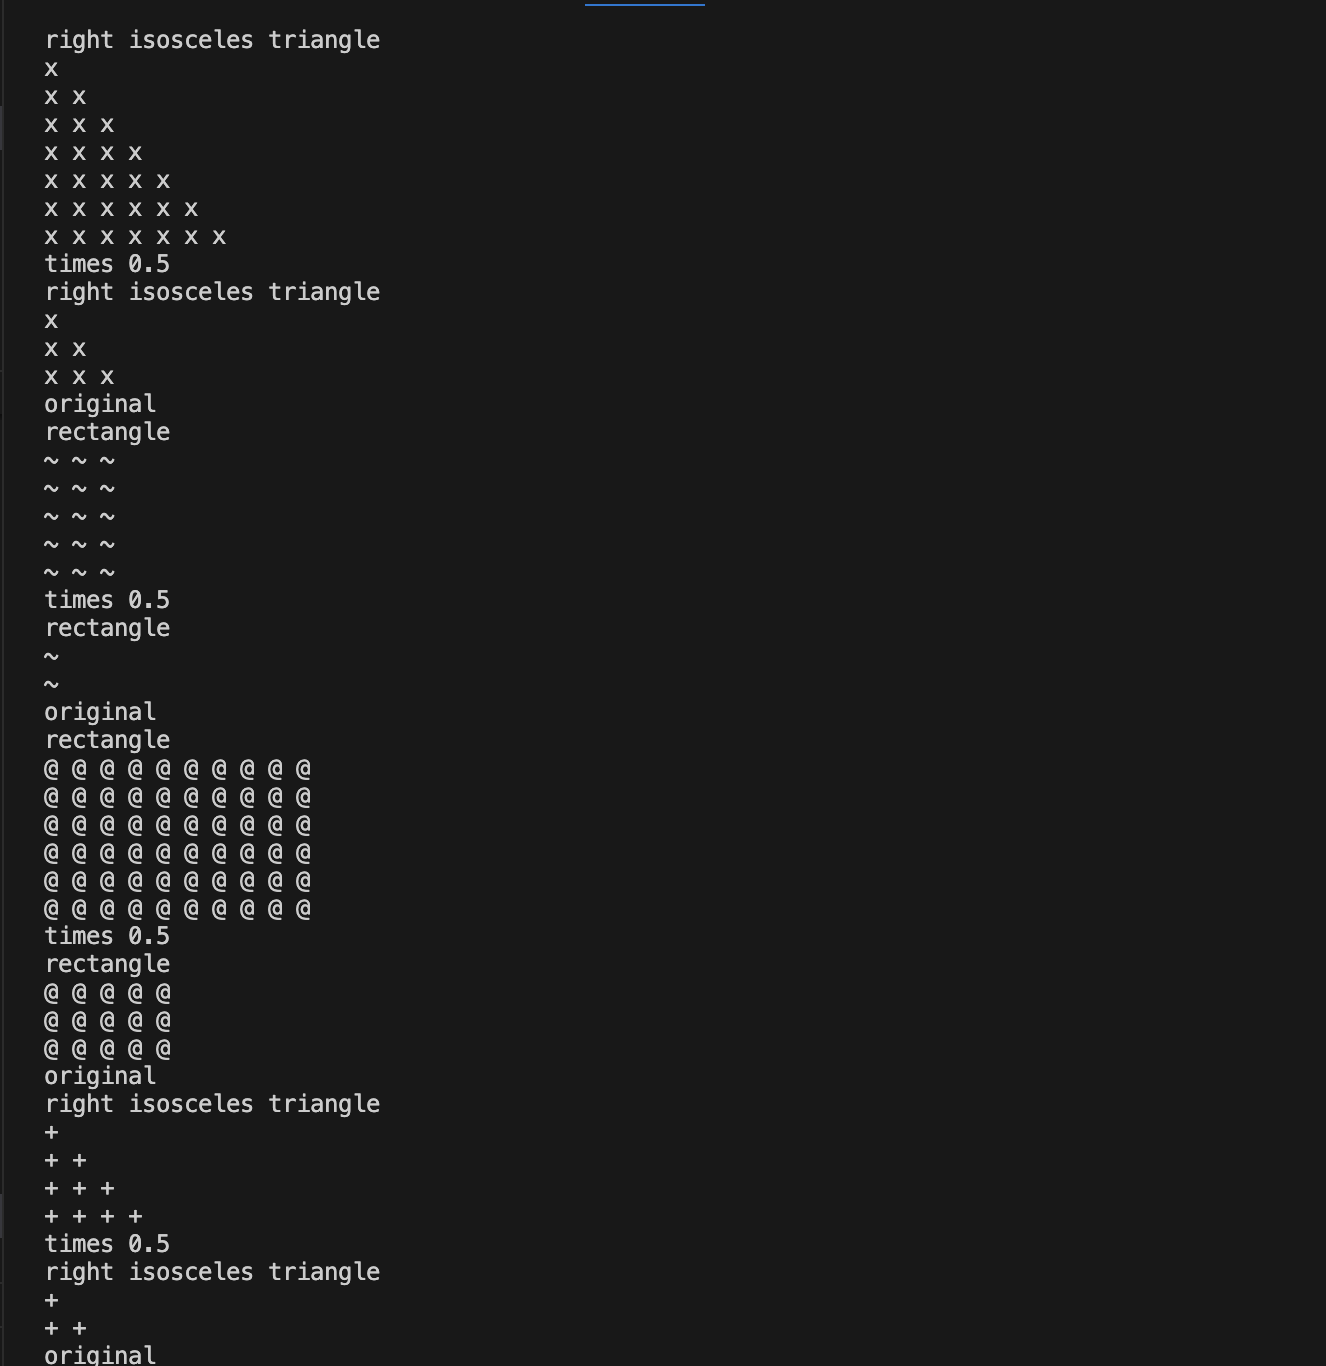 right isosceles triangle
x
x x
x x x
x x x x
x x x x x
x x x x x x
x x x x x x x
times 0.5
right isosceles triangle
x
x x
x x x
original
rectangle
~ ~ ~
~ ~ ~
~ ~ ~
~ ~ ~
~ ~ ~
times 0.5
rectangle
~
~
original
rectangle
@ @ @ @ @ @ @ @ @ @
@ @ @ @ @ @ @ @ @ @
@ @ @ @ @ @ @ @ @ @
@ @ @ @ @ @ @ @ @ @
@ @ @ @ @ @ @ @ @ @
@ @ @ @ @ @ @ @ @ @
times 0.5
rectangle
@ @ @ @ @
@ @ @ @ @
@ @ @ @ @
original
right isosceles triangle
+
+ +
+ + +
+ + + +
times 0.5
right isosceles triangle
+
+ +
original